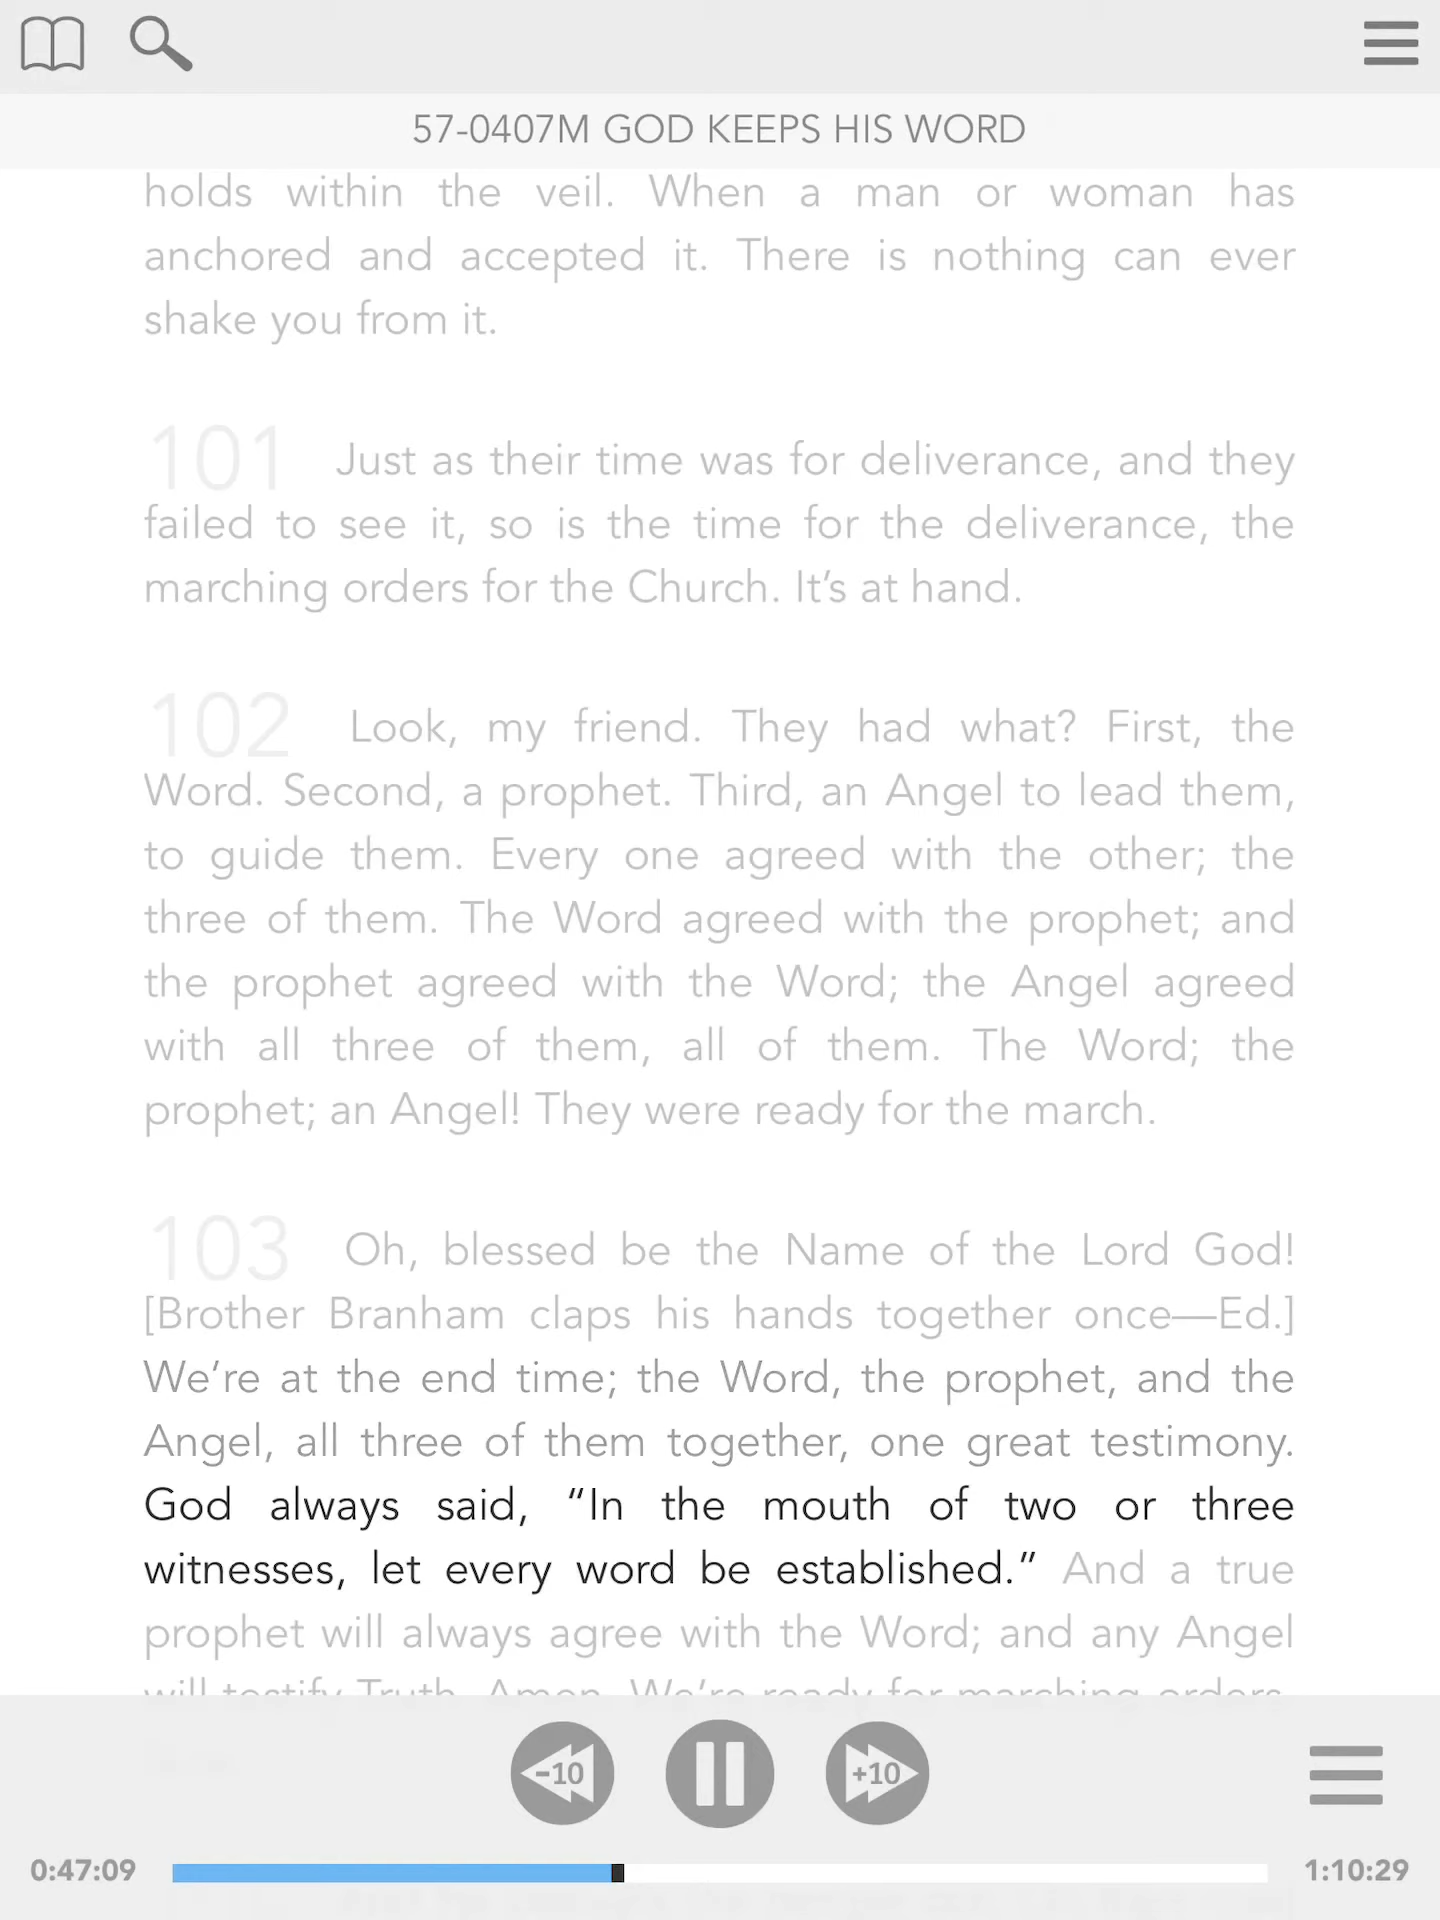 57-0407M GOD KEEPS HIS WORD
holds within the veil. When a man or woman has
anchored and accepted it. There is nothing can ever
shake you from it.
101 Just as their time was for deliverance, and they
failed to see it, so is the time for the deliverance, the
marching orders for the Church. It’s at hand.
102 Look, my friend. They had what? First, the
Word. Second, a prophet. Third, an Angel to lead them,
to guide them. Every one agreed with the other; the
three of them. The Word agreed with the prophet; and
the prophet agreed with the Word; the Angel agreed
with all three of them, all of them. The Word; the
prophet; an Angel! They were ready for the march.
103 Oh, blessed be the Name of the Lord God!
[Brother Branham claps his hands together once—Ed.]
We’re at the end time; the Word, the prophet, and the
Angel, all three of them together, one great testimony.
God always said, “In the mouth of two or three
witnesses, let every word be established.” And a true
prophet will always agree with the Word; and any Angel
will testify Truth. Amen. We’re ready for marching orders.
-10 +10
0:47:09 1:10:29